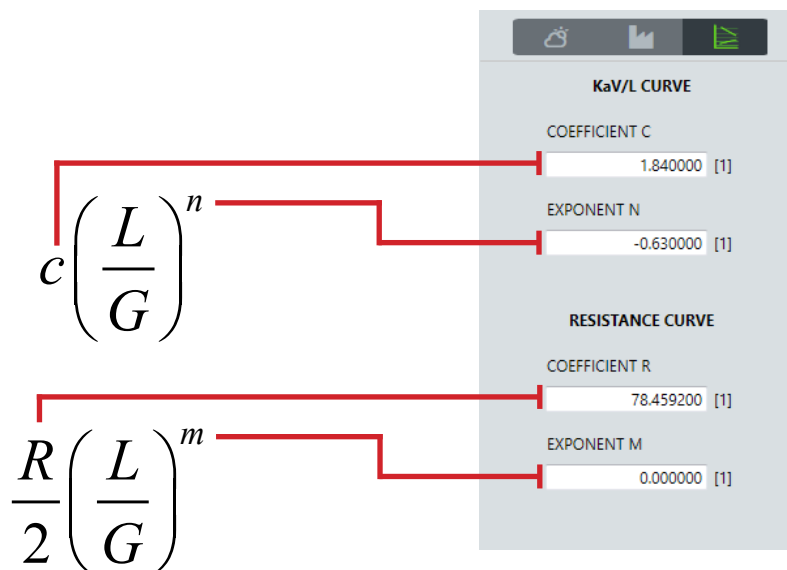 KaV/L CURVE
COEFFICIENT C
1.840000 [1]
EXPONENT N
-0.630000 [1]
c(L/G)^n
RESISTANCE CURVE
COEFFICIENT R
78.459200 [1]
EXPONENT M
0.000000 [1]
R/2(L/G)^m